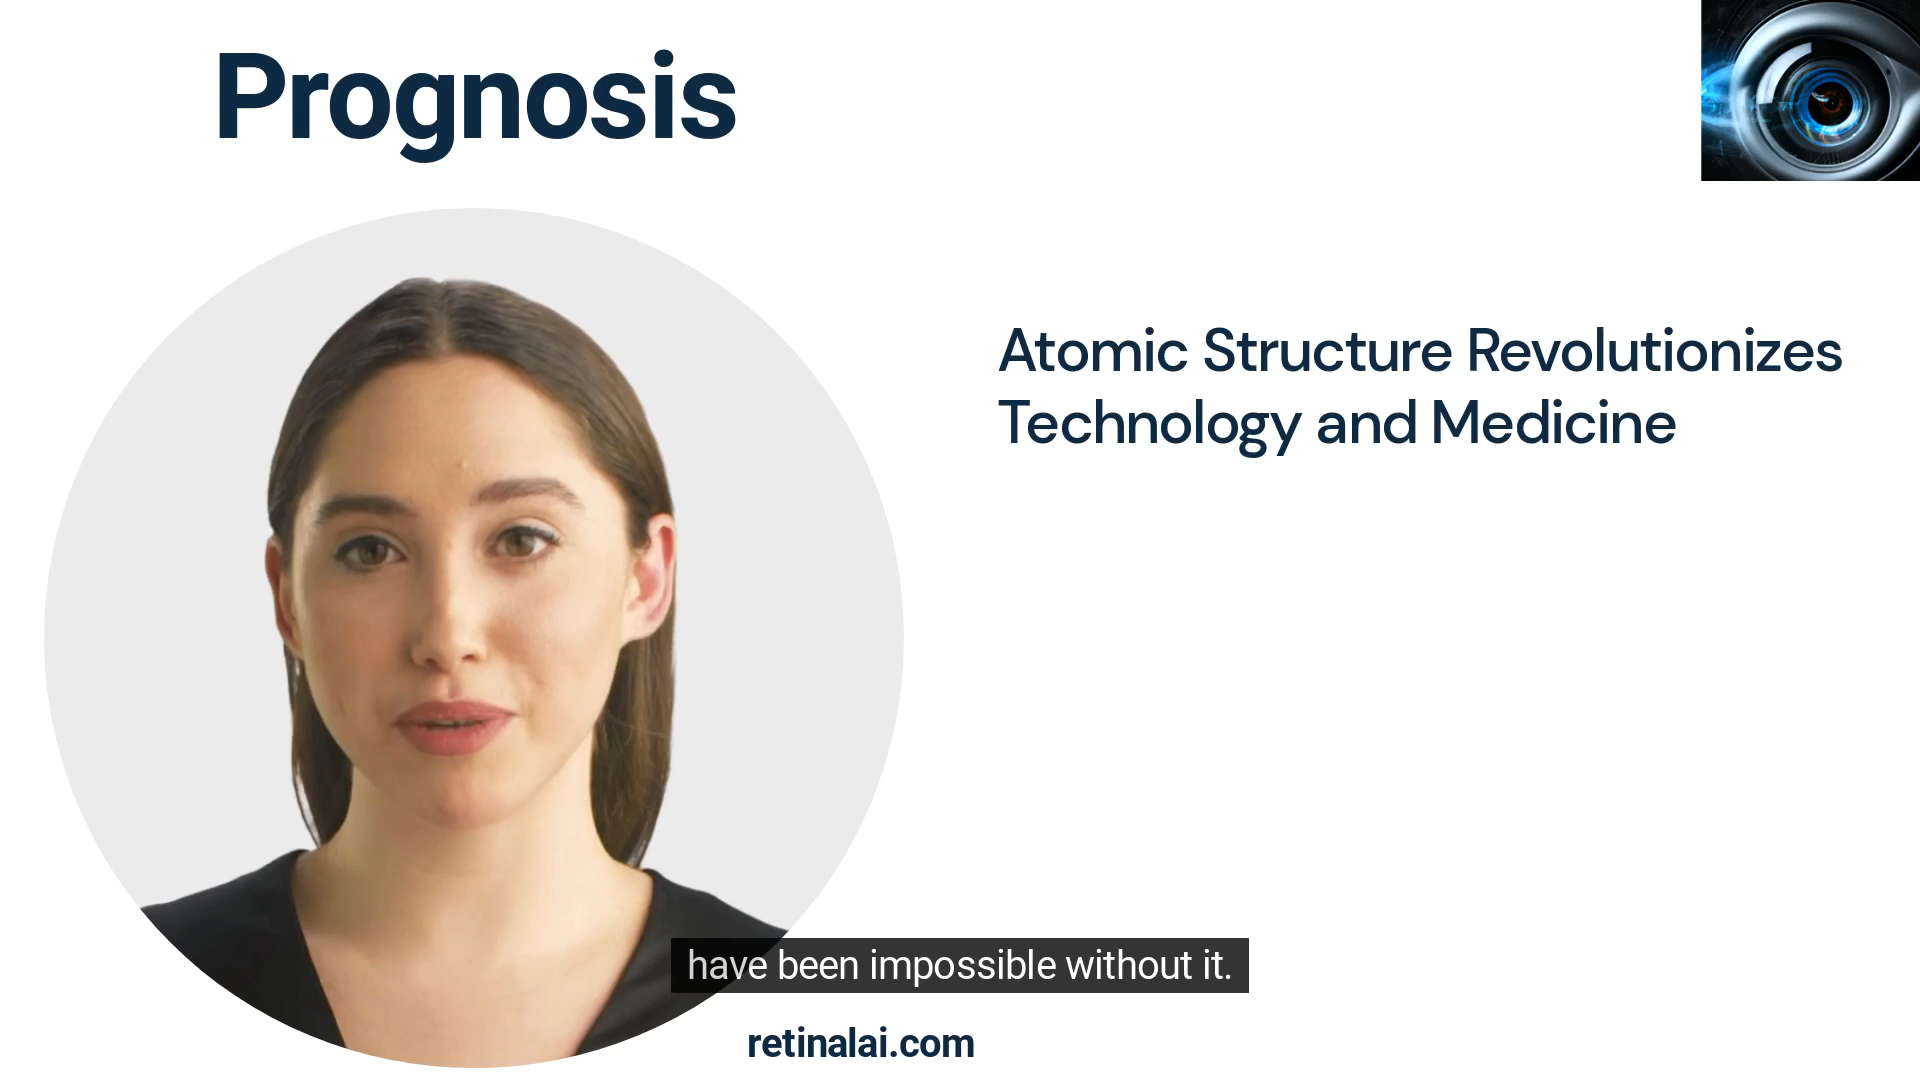 Prognosis
Atomic Structure Revolutionizes
Technology and Medicine
have been impossible without it.
retinalai.com